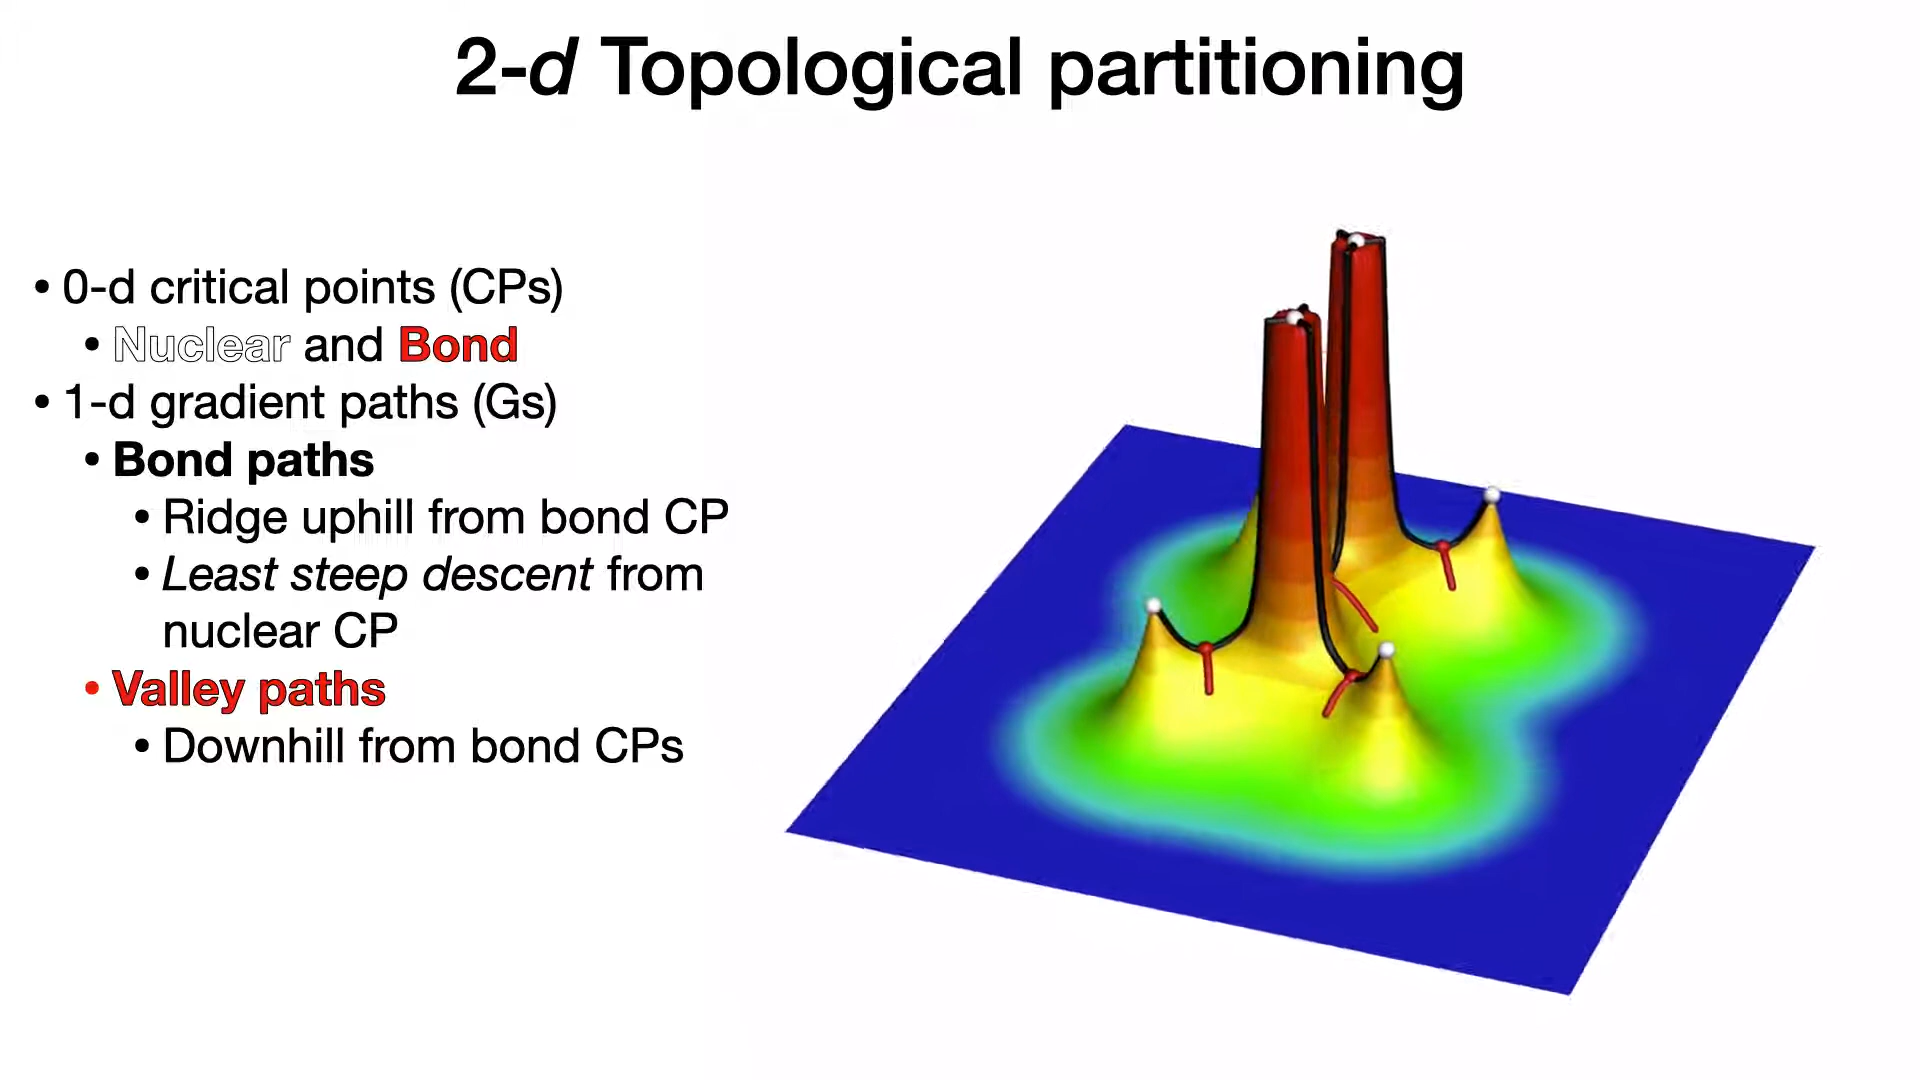 2-d Topological partitioning
• 0-d critical points (CPs)
• Nuclear and Bond
• 1-d gradient paths (Gs)
• Bond paths
• Ridge uphill from bond CP
• Least steep descent from
nuclear CP
• Valley paths
• Downhill from bond CPs